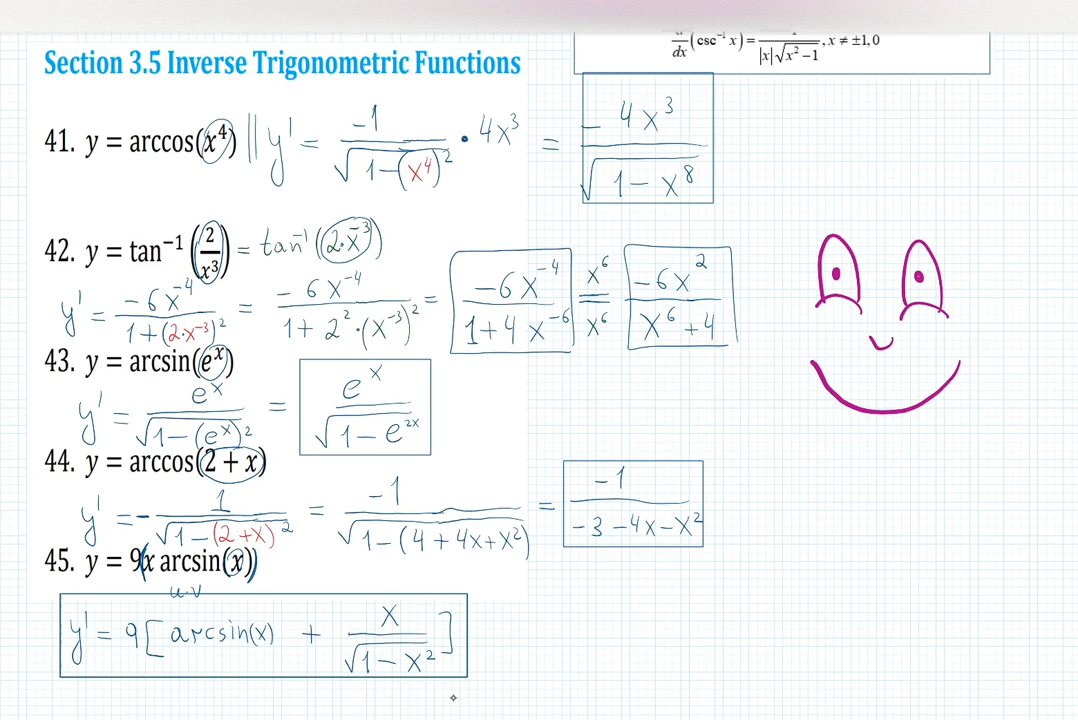 d/dx (csc⁻¹ x) = 1/(|x|√(x² −1)), x ≠ ±1, 0
Section 3.5 Inverse Trigonometric Functions
41. y = arccos(x⁴) || y' = −1/√(1−(x⁴)²) • 4x³ = −4x³/√(1−x⁸)
42. y = tan⁻¹(2/x³) = tan⁻¹(2·x⁻³)
y' = −6x⁻⁴/(1+(2·x⁻³)²) = −6x⁻⁴/(1+2²·(x⁻³)²) = −6x⁻⁴/(1+4x⁻⁶) x⁶/x⁶ = −6x²/(x⁶+4)
43. y = arcsin(eˣ)
y' = eˣ/√(1−(eˣ)²) = eˣ/√(1−e²ˣ)
44. y = arccos(2 + x)
y' = −1/√(1−(2+x)²) = −1/√(1−(4+4x+x²)) = −1/(−3−4x−x²)
45. y = 9(x arcsin(x))
u·v
y' = 9[arcsin(x) + x/√(1−x²)]